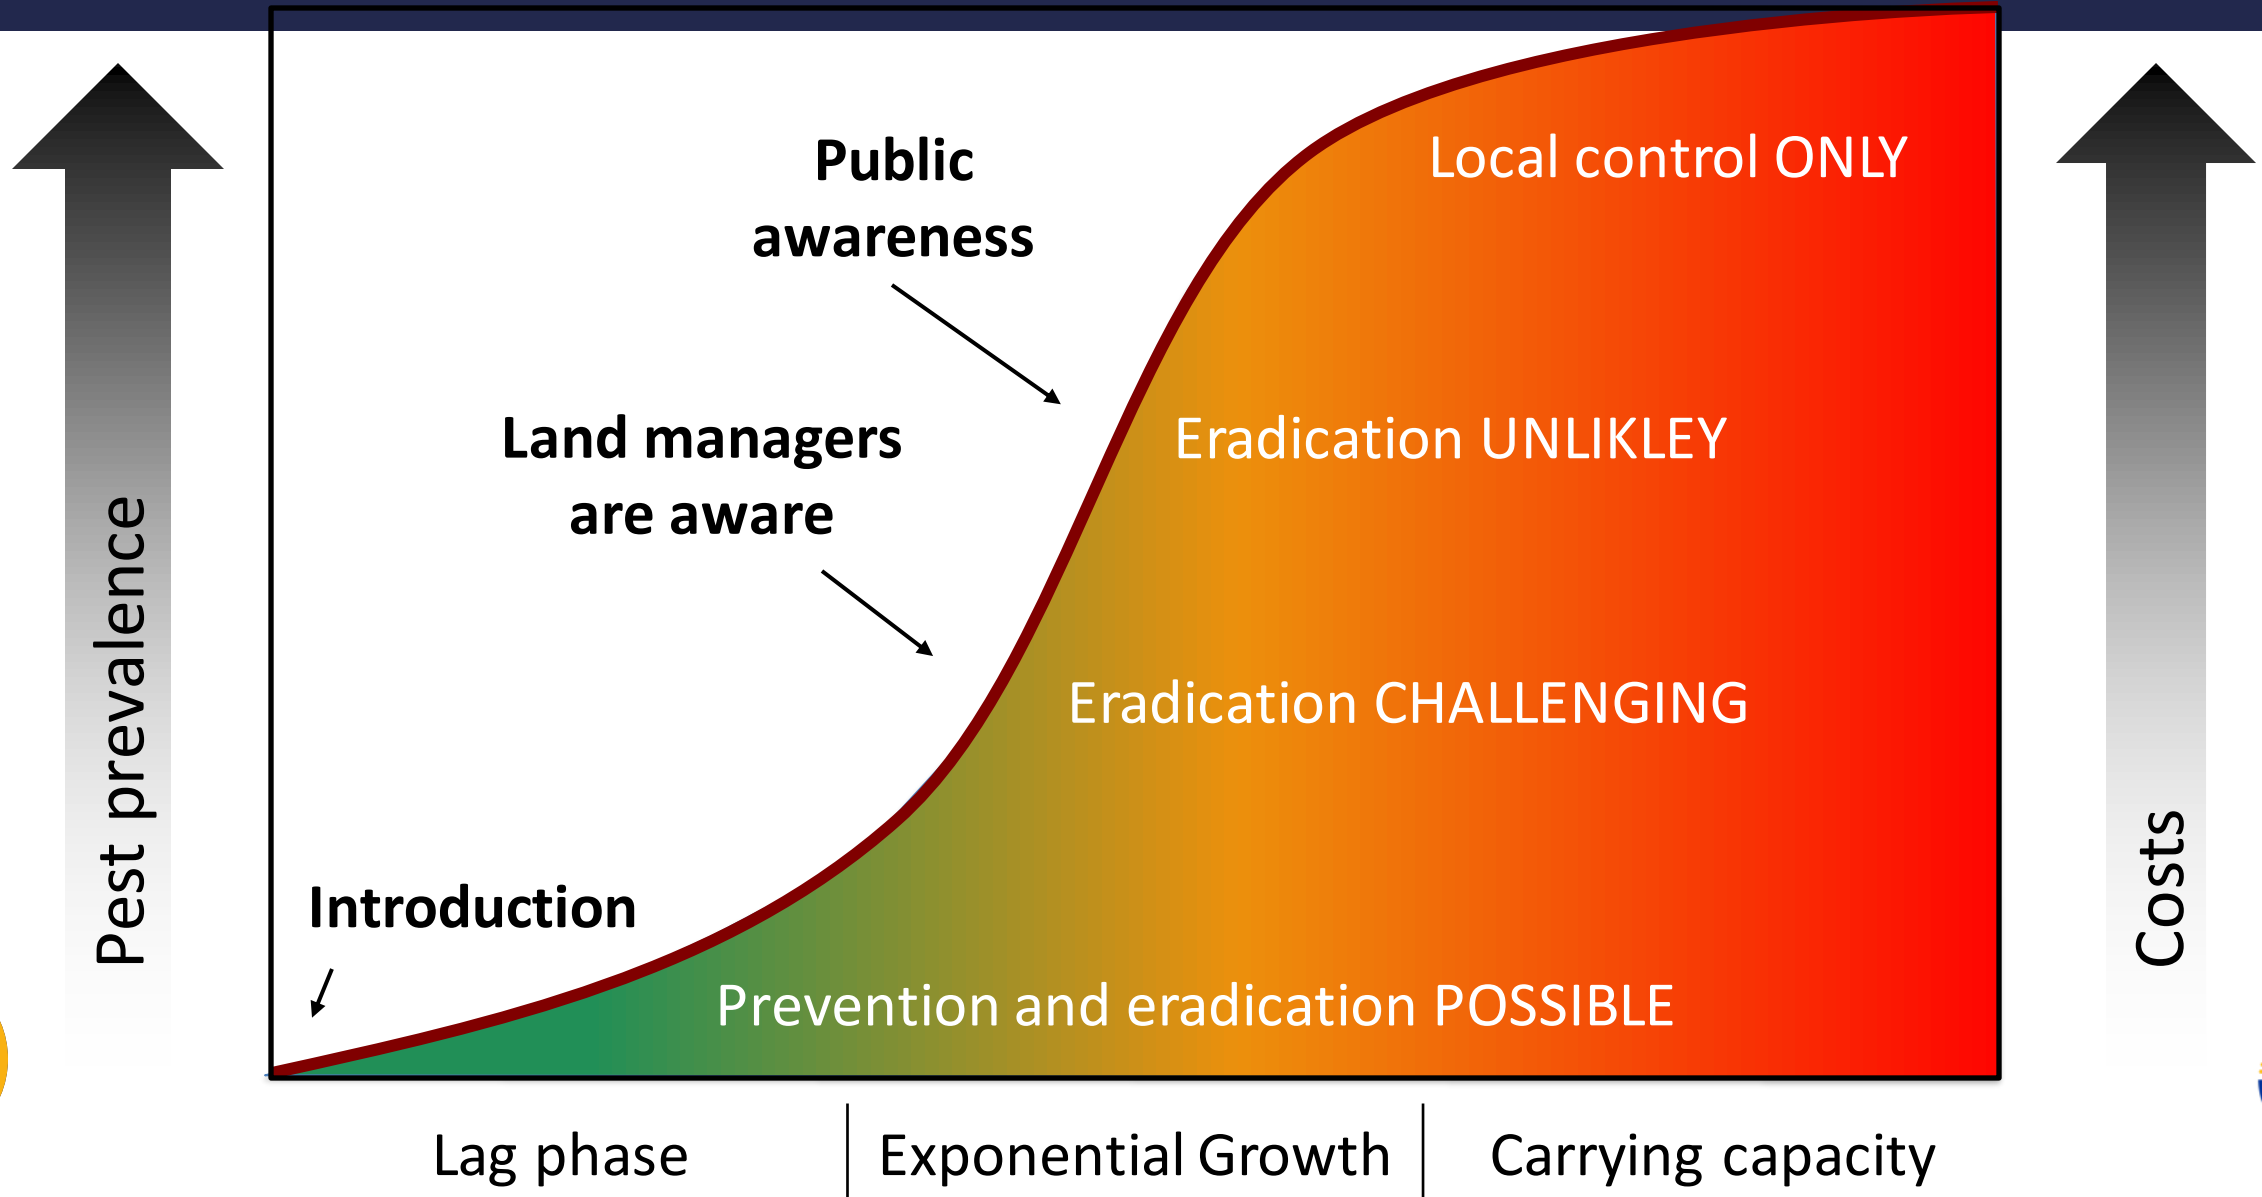 Public
awareness
Local control ONLY
Land managers
are aware
Eradication UNLIKLEY
Pest prevalence
Eradication CHALLENGING
Costs
Introduction
Prevention and eradication POSSIBLE
Lag phase
Exponential Growth
Carrying capacity